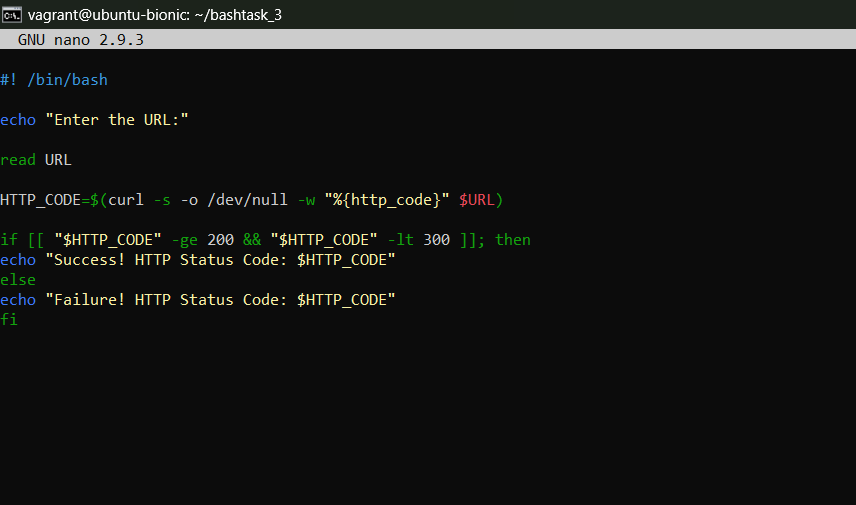 vagrant@ubuntu-bionic: ~/bashtask_3
GNU nano 2.9.3
#! /bin/bash
echo "Enter the URL:"
read URL
HTTP_CODE=$(curl -s -o /dev/null -w "%{http_code}" $URL)
if [[ "$HTTP_CODE" -ge 200 && "$HTTP_CODE" -lt 300 ]]; then
echo "Success! HTTP Status Code: $HTTP_CODE"
else
echo "Failure! HTTP Status Code: $HTTP_CODE"
fi